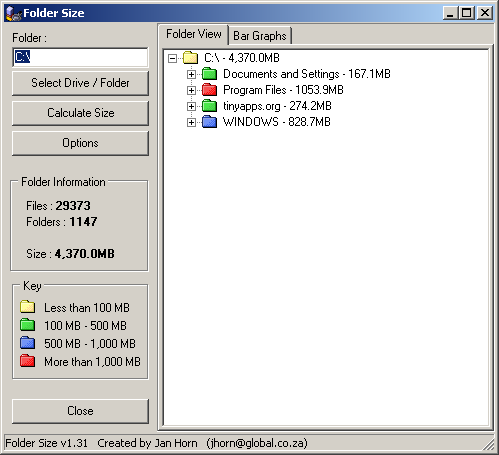 Folder Size
Folder :
C:\
Select Drive / Folder
Calculate Size
Options
Folder Information
Files : 29373
Folders : 1147
Size : 4,370.0MB
Key
Less than 100 MB
100 MB - 500 MB
500 MB - 1,000 MB
More than 1,000 MB
Close
Folder View
Bar Graphs
C:\ - 4,370.0MB
Documents and Settings - 167.1MB
Program Files - 1053.9MB
tinyapps.org - 274.2MB
WINDOWS - 828.7MB
Folder Size v1.31 Created by Jan Horn (jhorn@global.co.za)